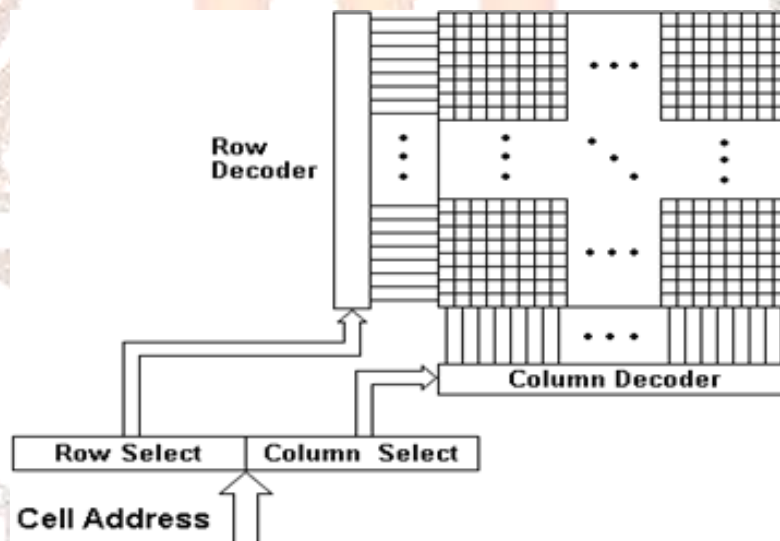 Row
Decoder
Column Decoder
Row Select
Column Select
Cell Address